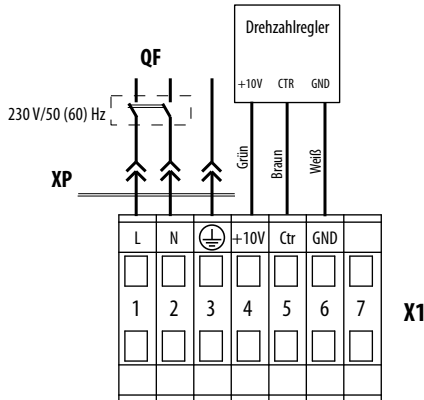 Drehzahlregler
QF
+10V CTR GND
230 V/50 (60) Hz
Grün Braun Weiß
XP
L N +10V Ctr GND
1 2 3 4 5 6 7
X1